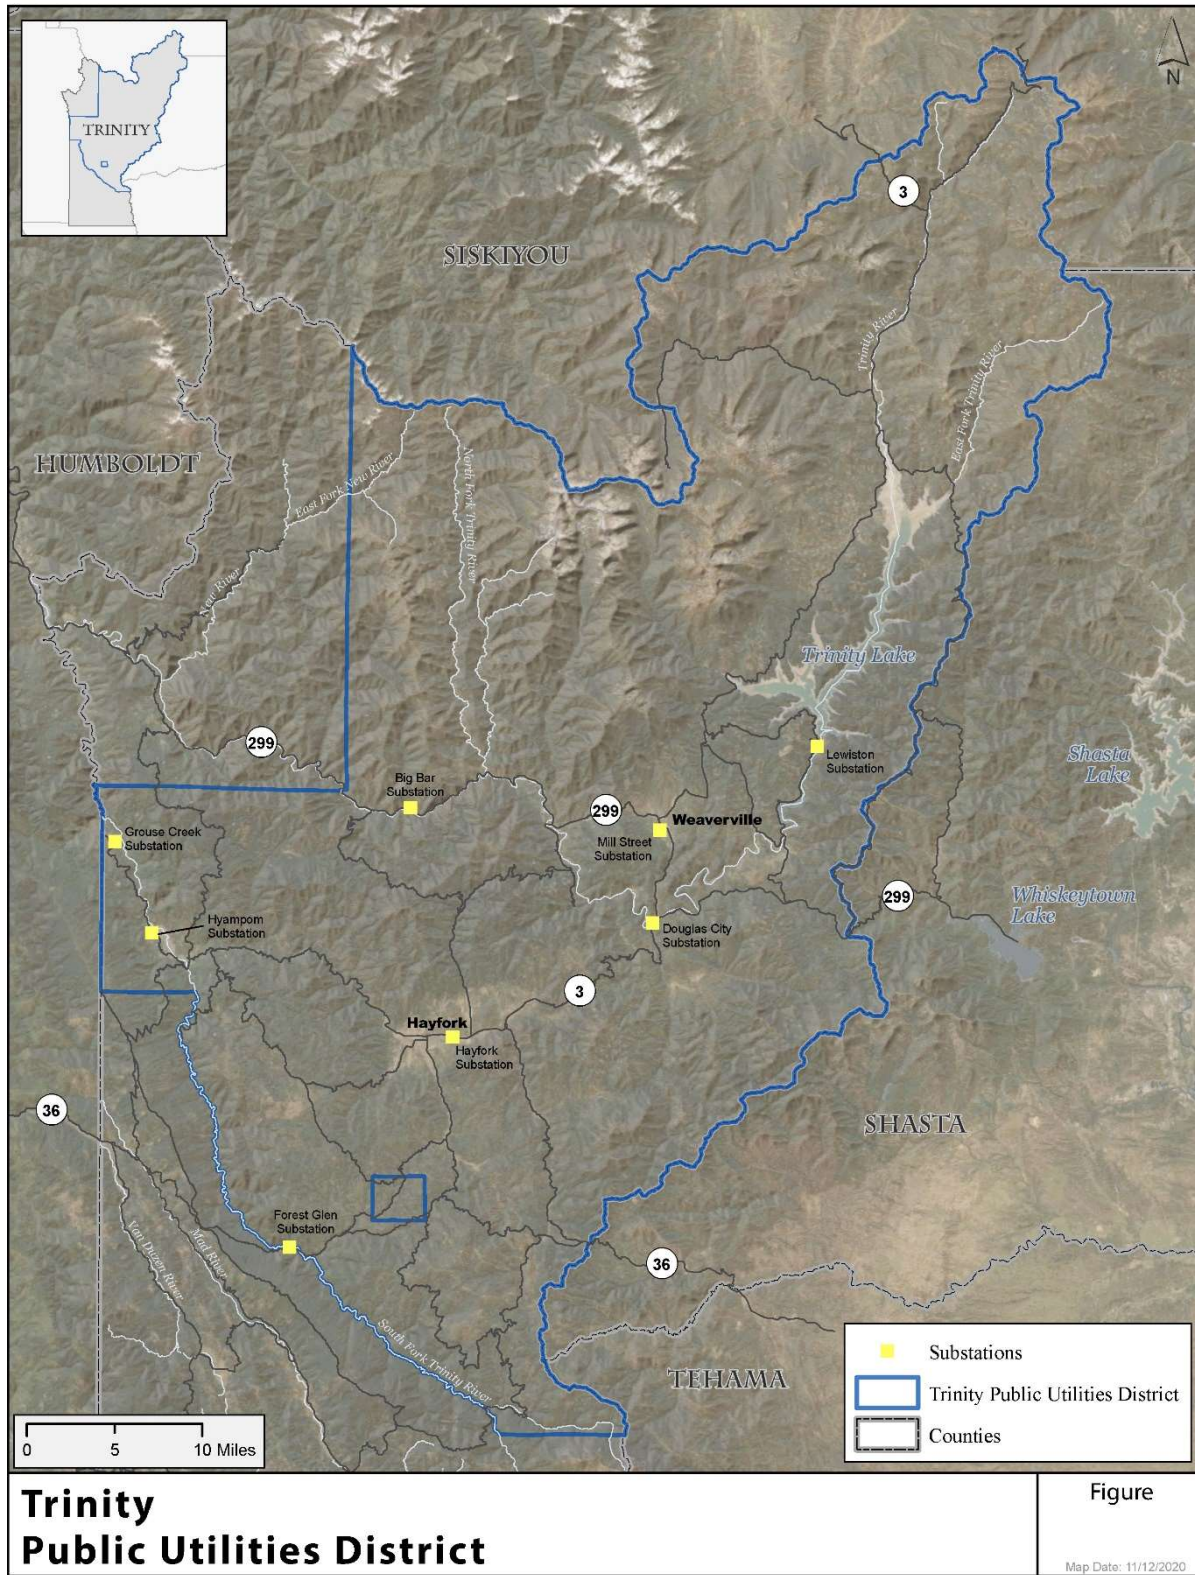 TRINITY
N
3
SISKIYOU
Trinity River
East Fork Trinity River
HUMBOLDT
East Fork New River
North Fork Trinity River
New River
Trinity Lake
299
Lewiston
Substation
Shasta
Lake
Big Bar
Substation
299
Weaverville
Mill Street
Substation
Grouse Creek
Substation
Whiskeytown
Lake
299
Hyampom
Substation
Douglas City
Substation
3
Hayfork
Hayfork
Substation
36
SHASTA
Forest Glen
Substation
Van Duzen River
Mad River
36
South Fork Trinity River
TEHAMA
Substations
Trinity Public Utilities District
Counties
0 5 10 Miles
Trinity
Public Utilities District
Figure
Map Date: 11/12/2020